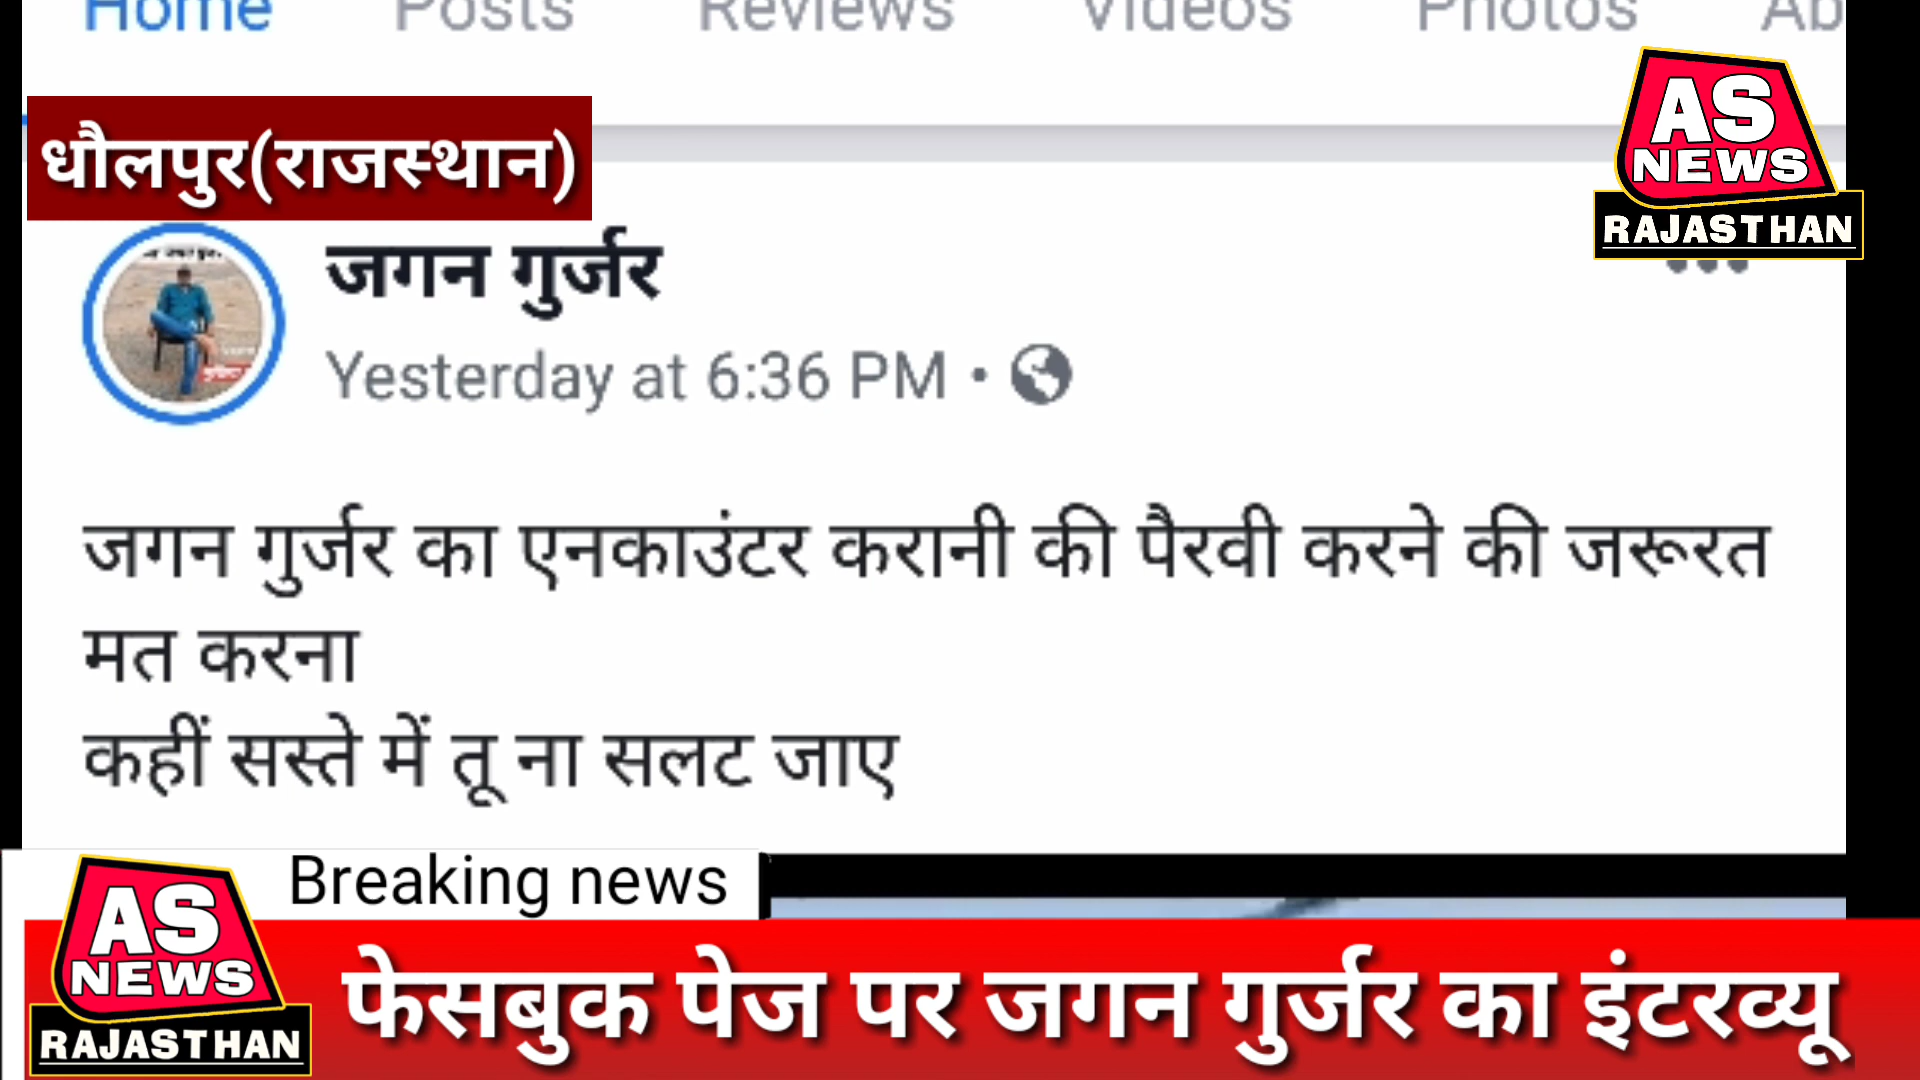 Home Posts Reviews Videos Photos Ab
AS
NEWS
RAJASTHAN
धौलपुर(राजस्थान)
जगन गुर्जर
Yesterday at 6:36 PM •
जगन गुर्जर का एनकाउंटर करानी की पैरवी करने की जरूरत
मत करना
कहीं सस्ते में तू ना सलट जाए
Breaking news
AS
NEWS
RAJASTHAN
फेसबुक पेज पर जगन गुर्जर का इंटरव्यू